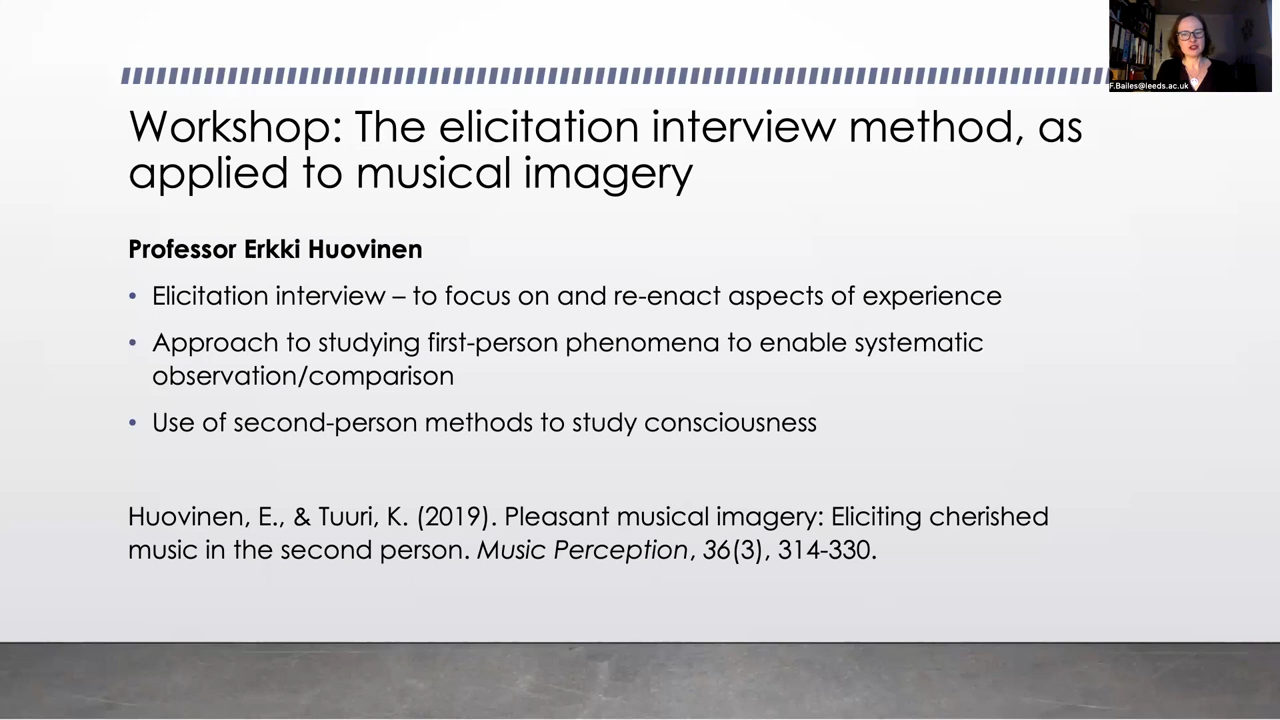 F.Bailes@leeds.ac.uk
Workshop: The elicitation interview method, as
applied to musical imagery
Professor Erkki Huovinen
• Elicitation interview – to focus on and re-enact aspects of experience
• Approach to studying first-person phenomena to enable systematic
observation/comparison
• Use of second-person methods to study consciousness
Huovinen, E., & Tuuri, K. (2019). Pleasant musical imagery: Eliciting cherished
music in the second person. Music Perception, 36(3), 314-330.